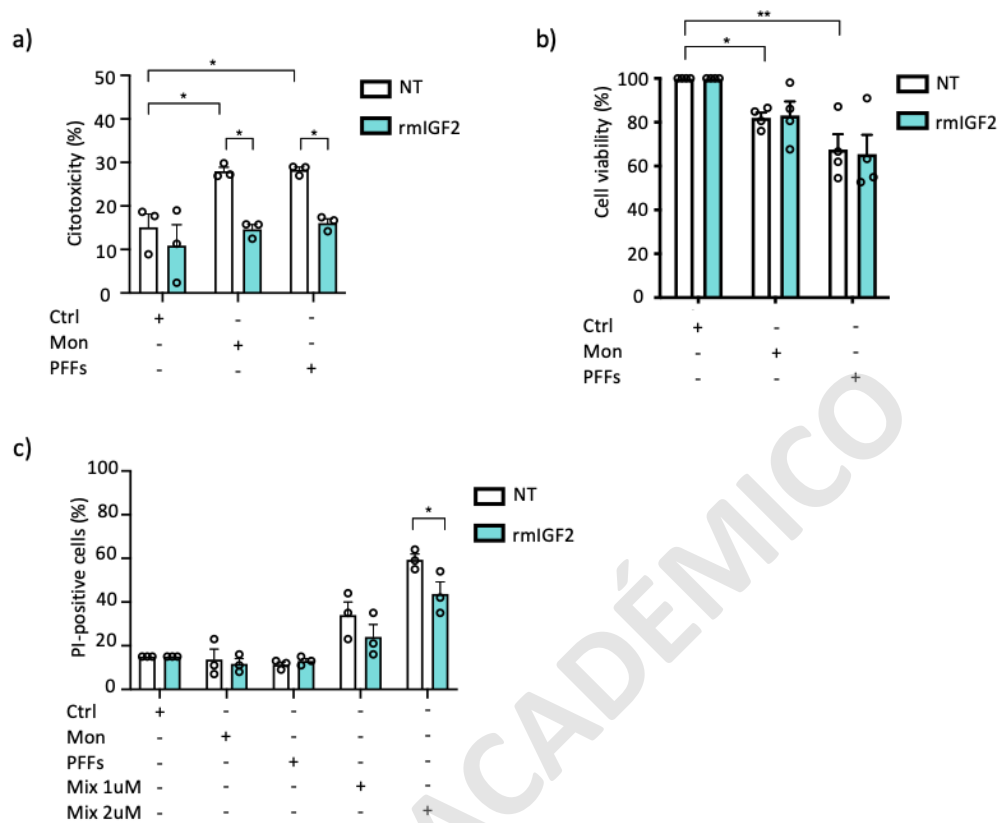 a)
*
*
*
*
50
40
30
20
10
0
Citotoxicity (%)
NT
rmIGF2
Ctrl + - -
Mon - + -
PFFs - - +
b)
**
*
100
80
60
40
20
0
Cell viability (%)
NT
rmIGF2
Ctrl + - -
Mon - + -
PFFs - - +
c)
*
100
80
60
40
20
0
PI-positive cells (%)
NT
rmIGF2
Ctrl + - - - -
Mon - + - - -
PFFs - - + - -
Mix 1uM - - - + -
Mix 2uM - - - - +
ACADÉMICO